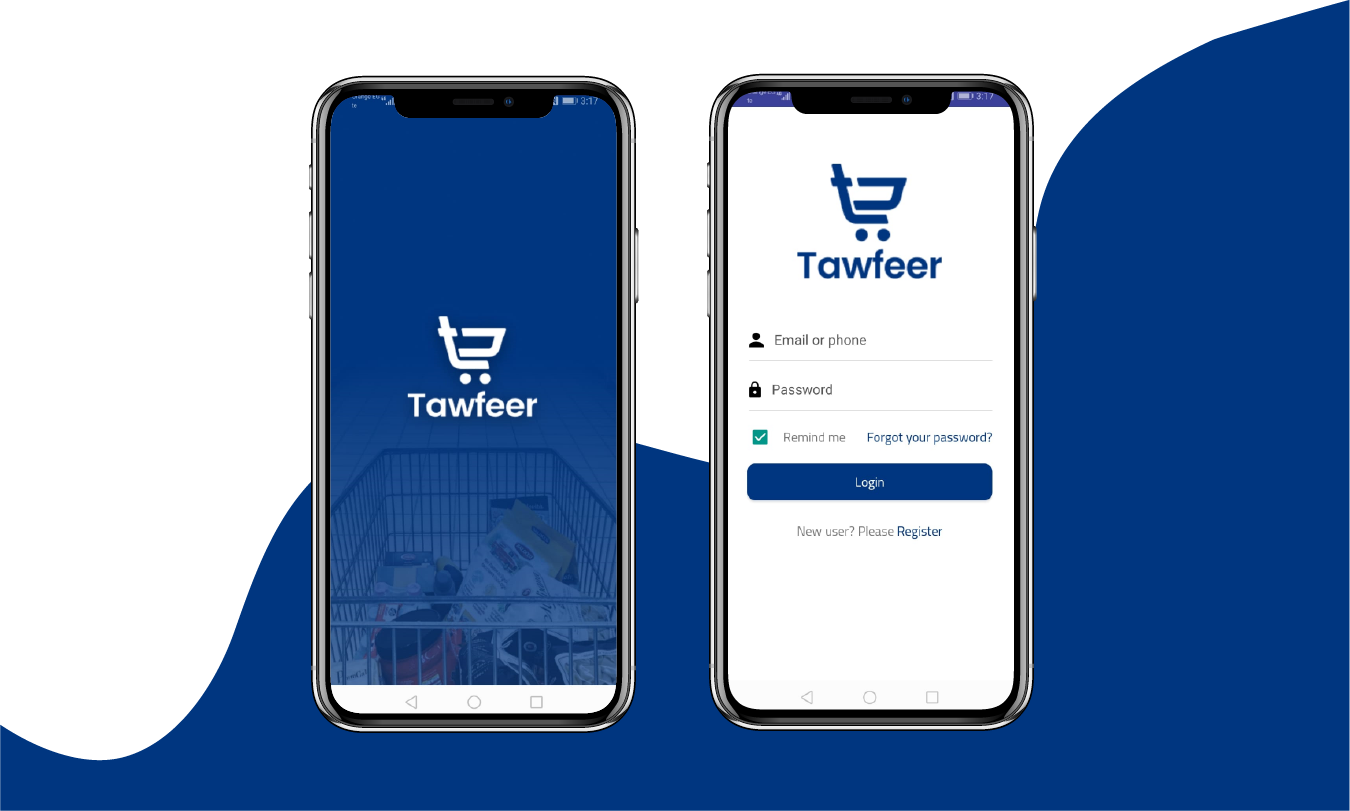 3:17
Tawfeer
3:17
Tawfeer
Email or phone
Password
Remind me Forgot your password?
Login
New user? Please Register